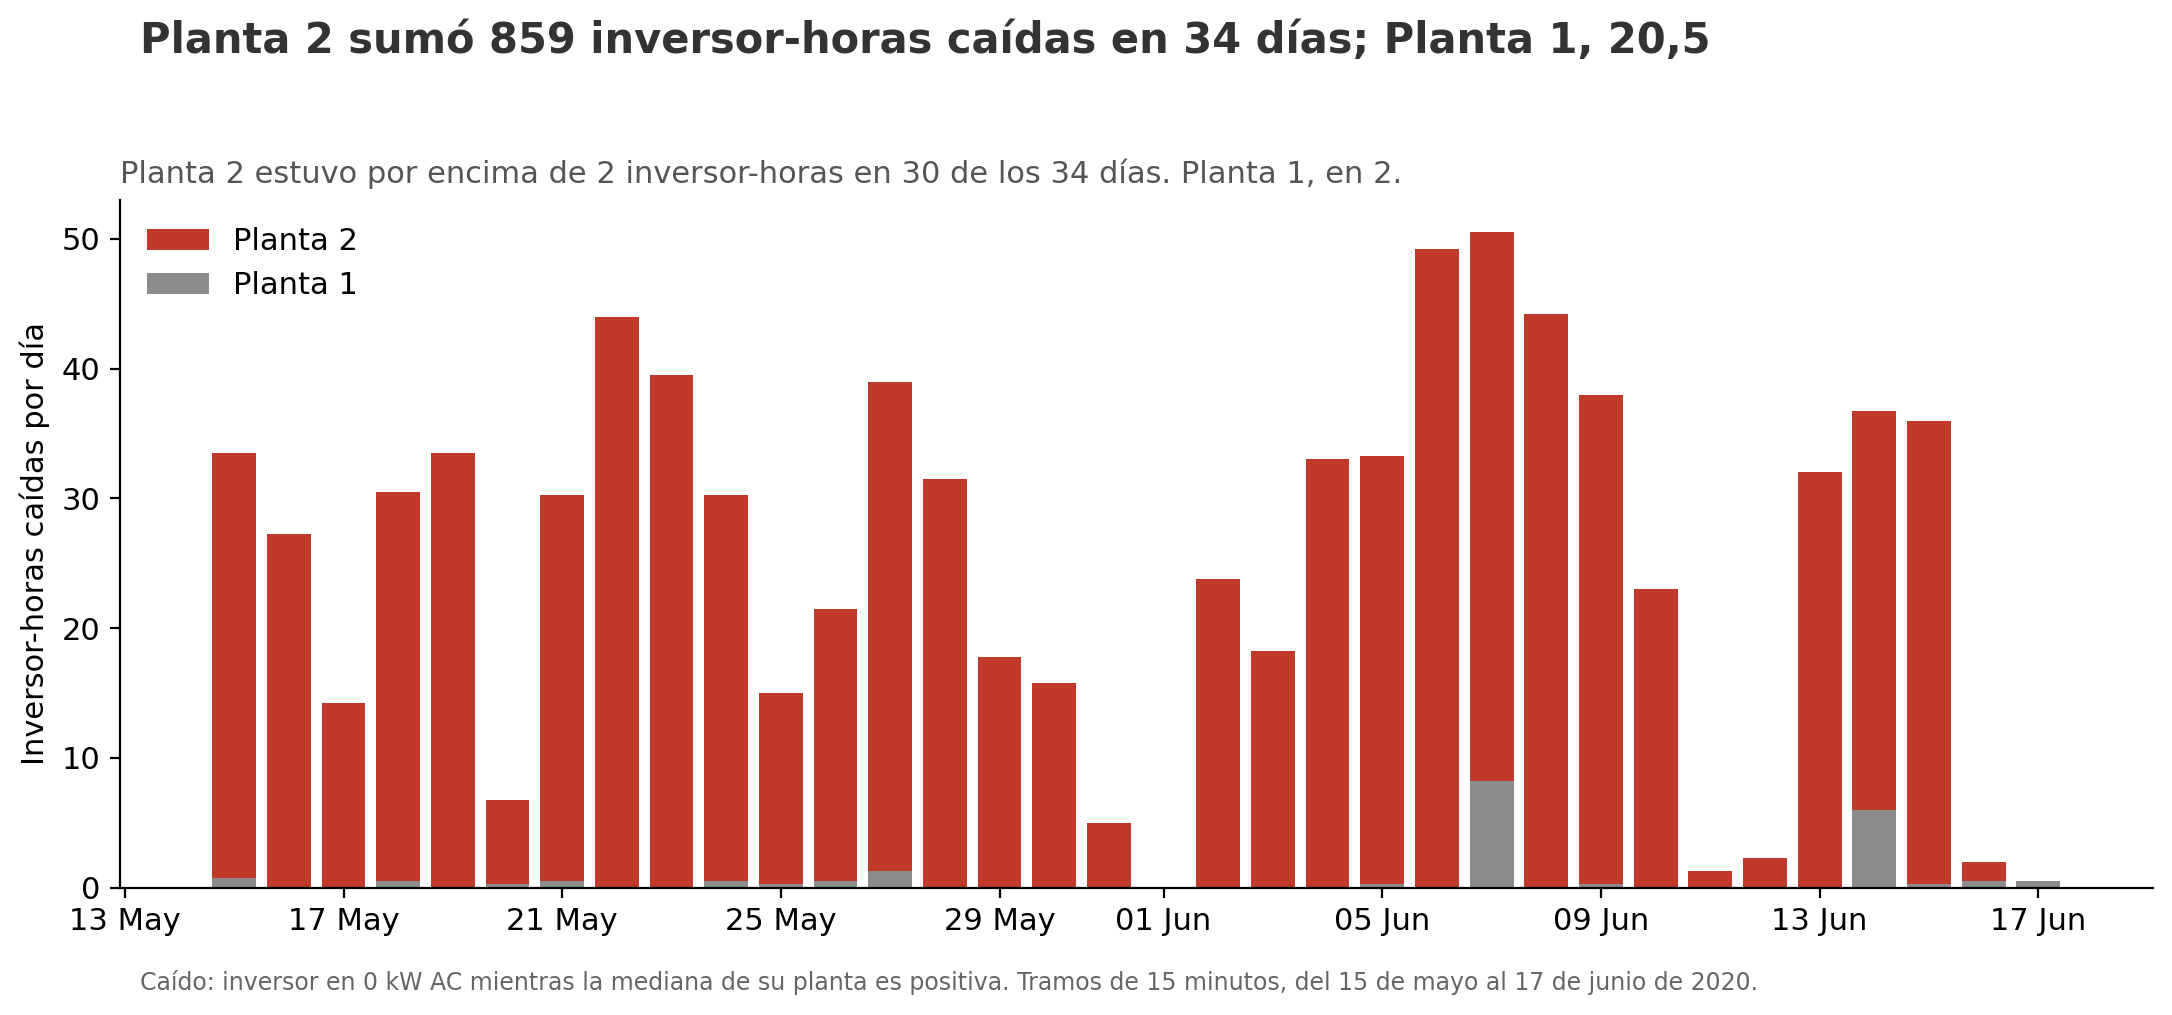 Planta 2 sumó 859 inversor-horas caídas en 34 días; Planta 1, 20,5
Planta 2 estuvo por encima de 2 inversor-horas en 30 de los 34 días. Planta 1, en 2.
Planta 2
Planta 1
Inversor-horas caídas por día
50
40
30
20
10
0
13 May
17 May
21 May
25 May
29 May
01 Jun
05 Jun
09 Jun
13 Jun
17 Jun
Caído: inversor en 0 kW AC mientras la mediana de su planta es positiva. Tramos de 15 minutos, del 15 de mayo al 17 de junio de 2020.